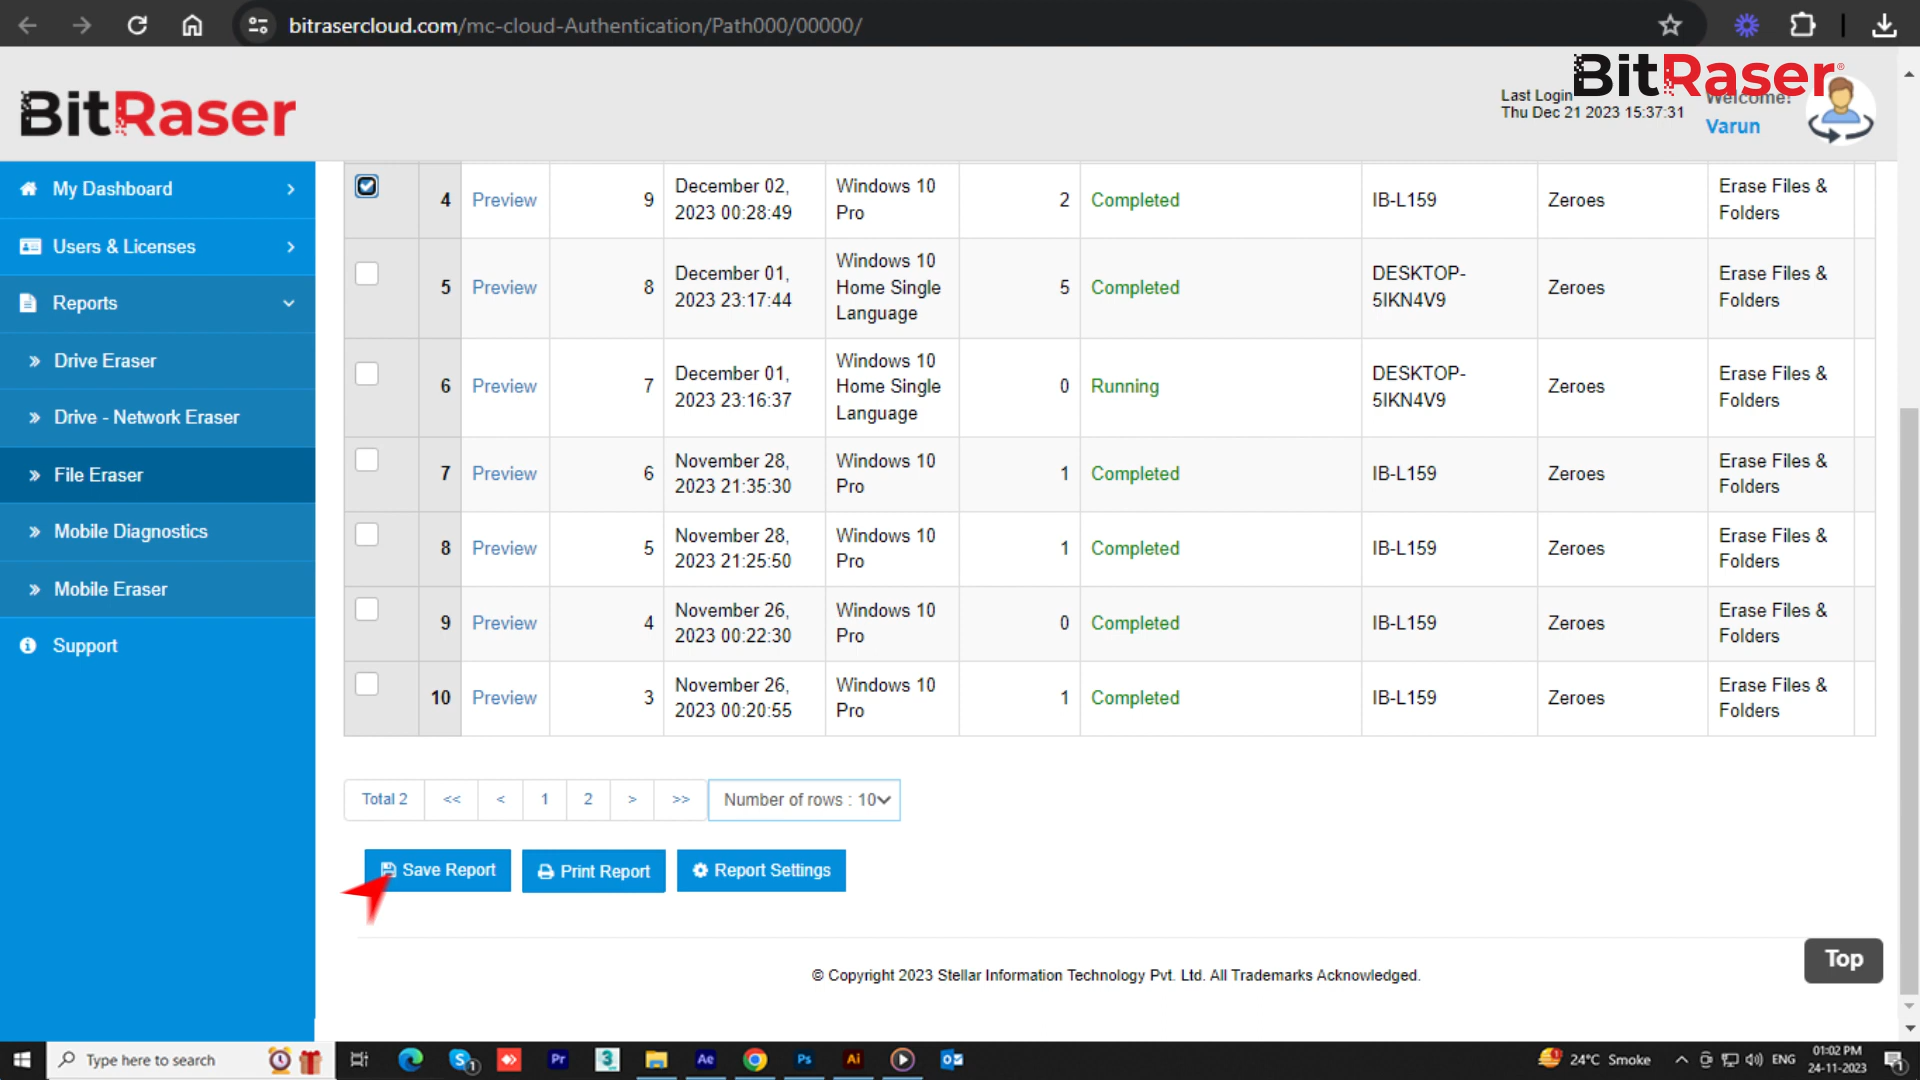 bitrasercloud.com/mc-cloud-Authentication/Path000/00000/
BitRaser
BitRaser®
Last Login
Thu Dec 21 2023 15:37:31
Welcome!
Varun
My Dashboard
Users & Licenses
Reports
Drive Eraser
Drive - Network Eraser
File Eraser
Mobile Diagnostics
Mobile Eraser
Support
4 Preview 9 December 02, 2023 00:28:49 Windows 10 Pro 2 Completed IB-L159 Zeroes Erase Files & Folders
5 Preview 8 December 01, 2023 23:17:44 Windows 10 Home Single Language 5 Completed DESKTOP-5IKN4V9 Zeroes Erase Files & Folders
6 Preview 7 December 01, 2023 23:16:37 Windows 10 Home Single Language 0 Running DESKTOP-5IKN4V9 Zeroes Erase Files & Folders
7 Preview 6 November 28, 2023 21:35:30 Windows 10 Pro 1 Completed IB-L159 Zeroes Erase Files & Folders
8 Preview 5 November 28, 2023 21:25:50 Windows 10 Pro 1 Completed IB-L159 Zeroes Erase Files & Folders
9 Preview 4 November 26, 2023 00:22:30 Windows 10 Pro 0 Completed IB-L159 Zeroes Erase Files & Folders
10 Preview 3 November 26, 2023 00:20:55 Windows 10 Pro 1 Completed IB-L159 Zeroes Erase Files & Folders
Total 2 << < 1 2 > >> Number of rows : 10
Save Report Print Report Report Settings
Top
© Copyright 2023 Stellar Information Technology Pvt. Ltd. All Trademarks Acknowledged.
Type here to search
1
Pr
3
Ae
Ps
Ai
24°C Smoke
ENG
01:02 PM
24-11-2023
1